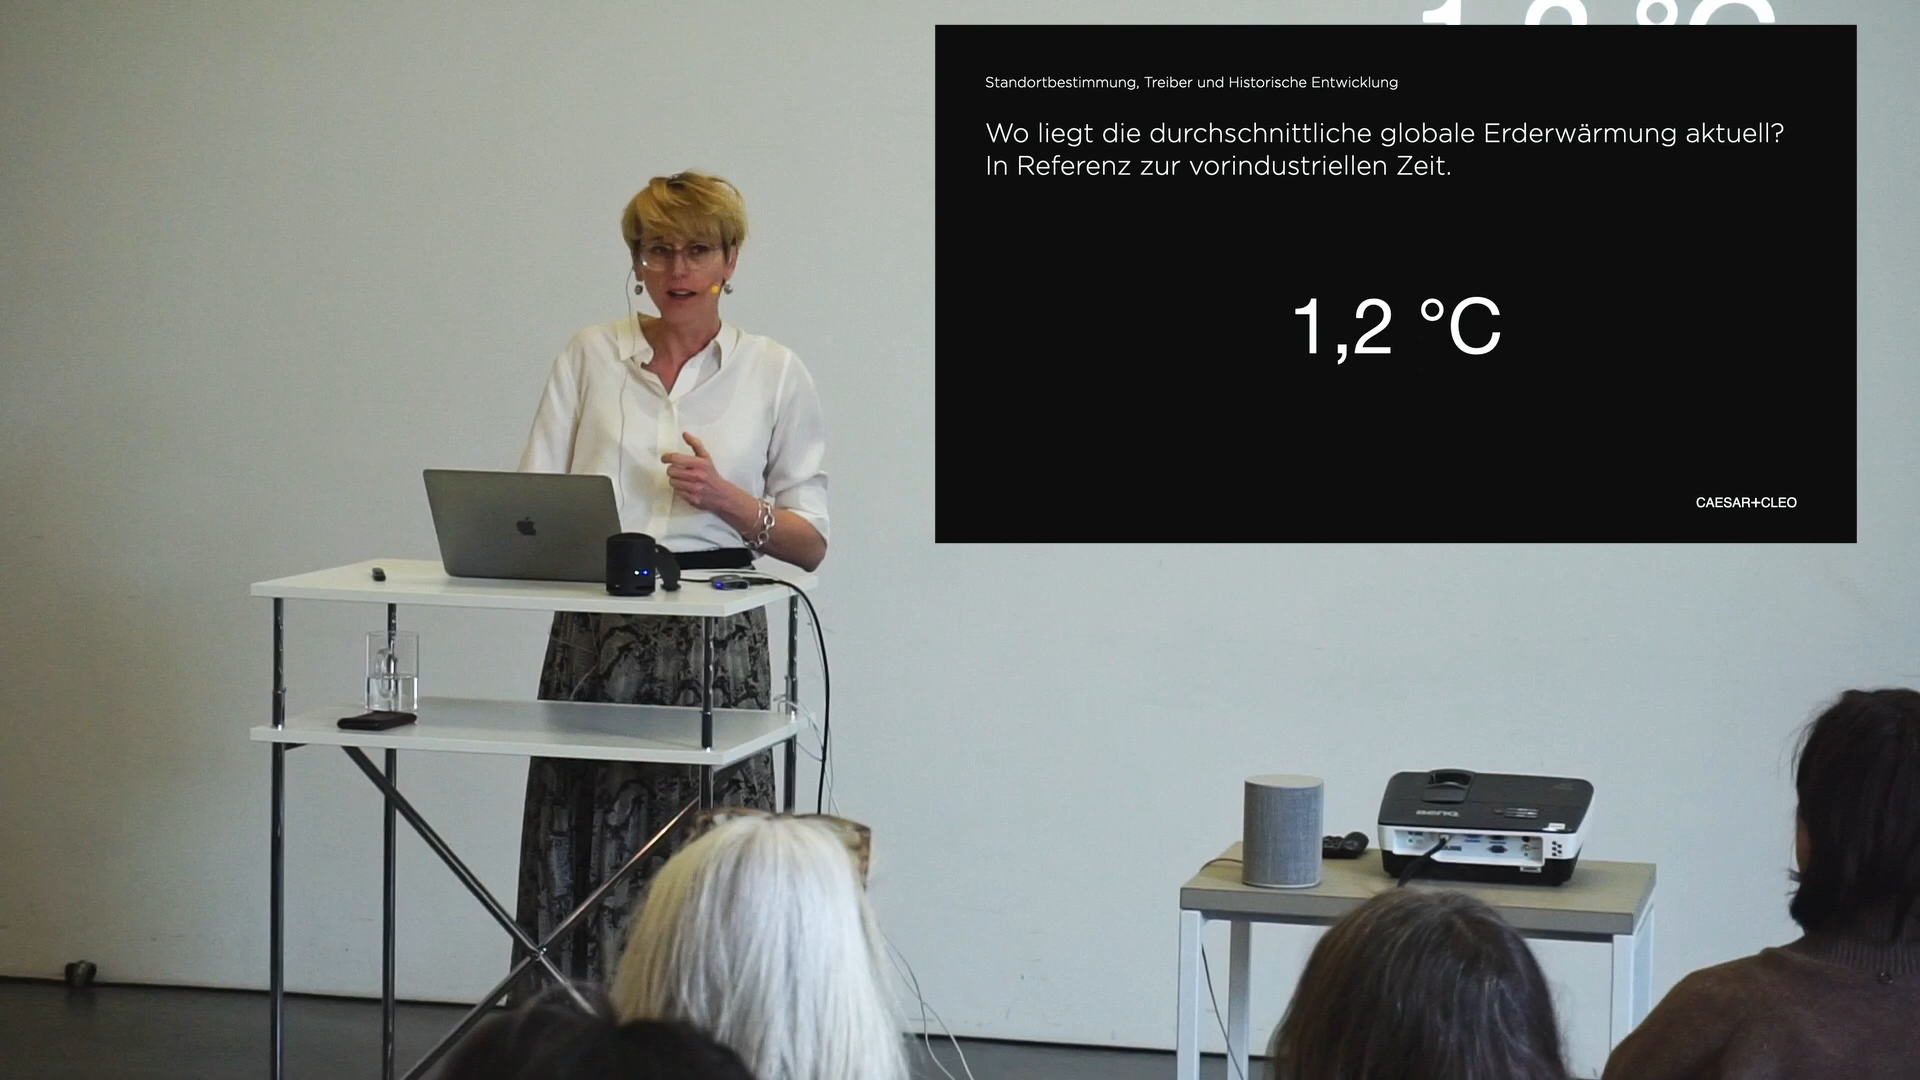 Standortbestimmung, Treiber und Historische Entwicklung
Wo liegt die durchschnittliche globale Erderwärmung aktuell?
In Referenz zur vorindustriellen Zeit.
1,2 °C
CAESAR+CLEO
BenQ